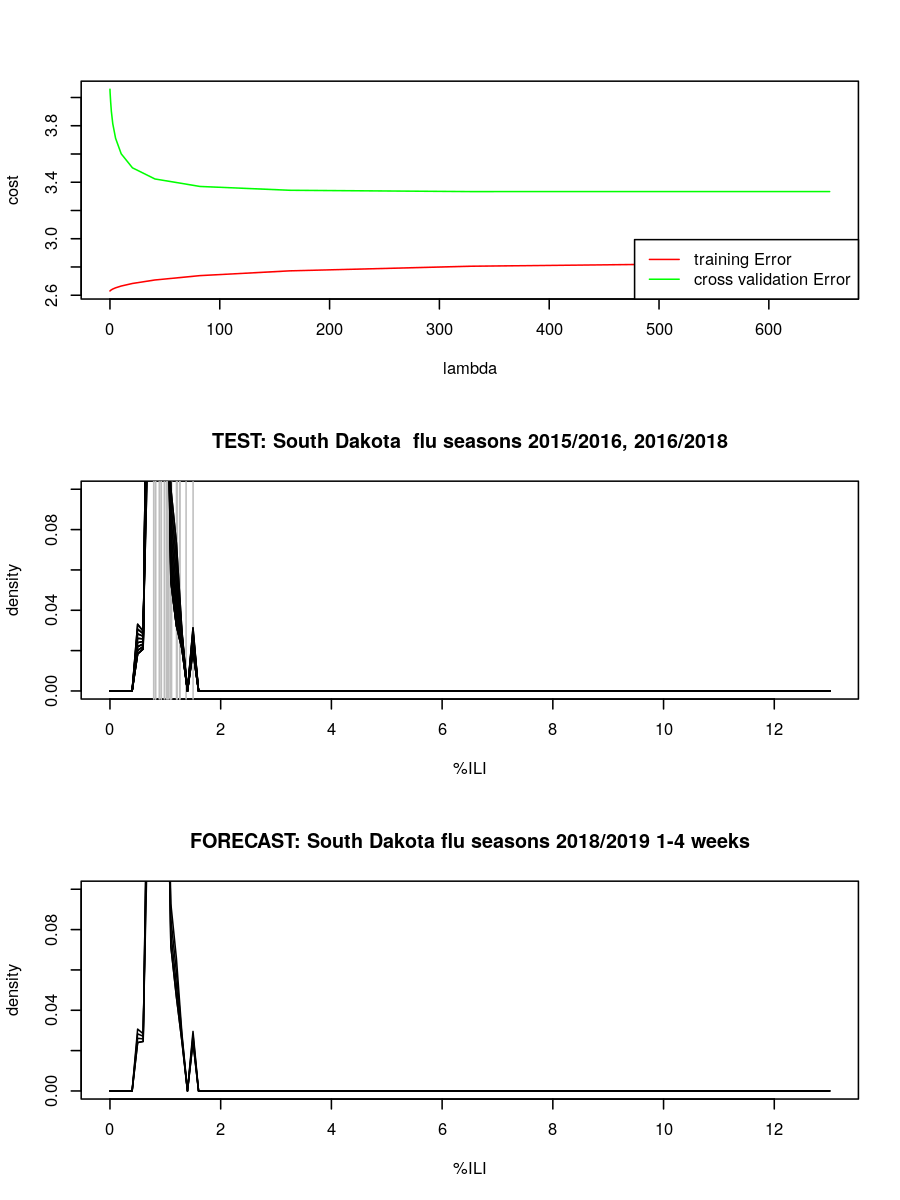 3.8
3.4
3.0
2.6
cost
training Error
cross validation Error
0 100 200 300 400 500 600
lambda
TEST: South Dakota  flu seasons 2015/2016, 2016/2018
0.08
0.04
0.00
density
0 2 4 6 8 10 12
%ILI
FORECAST: South Dakota flu seasons 2018/2019 1-4 weeks
0.08
0.04
0.00
density
0 2 4 6 8 10 12
%ILI